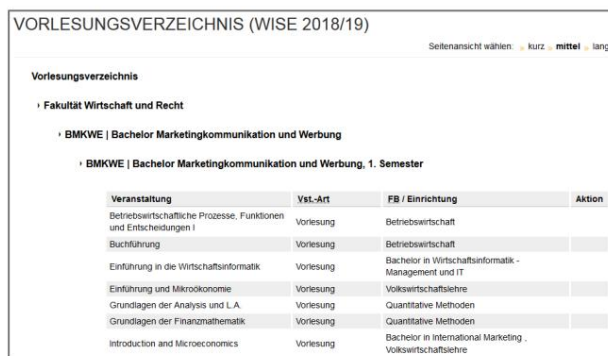 VORLESUNGSVERZEICHNIS (WISE 2018/19)
Seitenansicht wählen: » kurz » mittel » lang
Vorlesungsverzeichnis
› Fakultät Wirtschaft und Recht
› BMKWE | Bachelor Marketingkommunikation und Werbung
› BMKWE | Bachelor Marketingkommunikation und Werbung, 1. Semester
Veranstaltung Vst.-Art FB / Einrichtung Aktion
Betriebswirtschaftliche Prozesse, Funktionen
und Entscheidungen I Vorlesung Betriebswirtschaft
Buchführung Vorlesung Betriebswirtschaft
Einführung in die Wirtschaftsinformatik Vorlesung Bachelor in Wirtschaftsinformatik -
Management und IT
Einführung und Mikroökonomie Vorlesung Volkswirtschaftslehre
Grundlagen der Analysis und L.A. Vorlesung Quantitative Methoden
Grundlagen der Finanzmathematik Vorlesung Quantitative Methoden
Introduction and Microeconomics Vorlesung Bachelor in International Marketing ,
Volkswirtschaftslehre